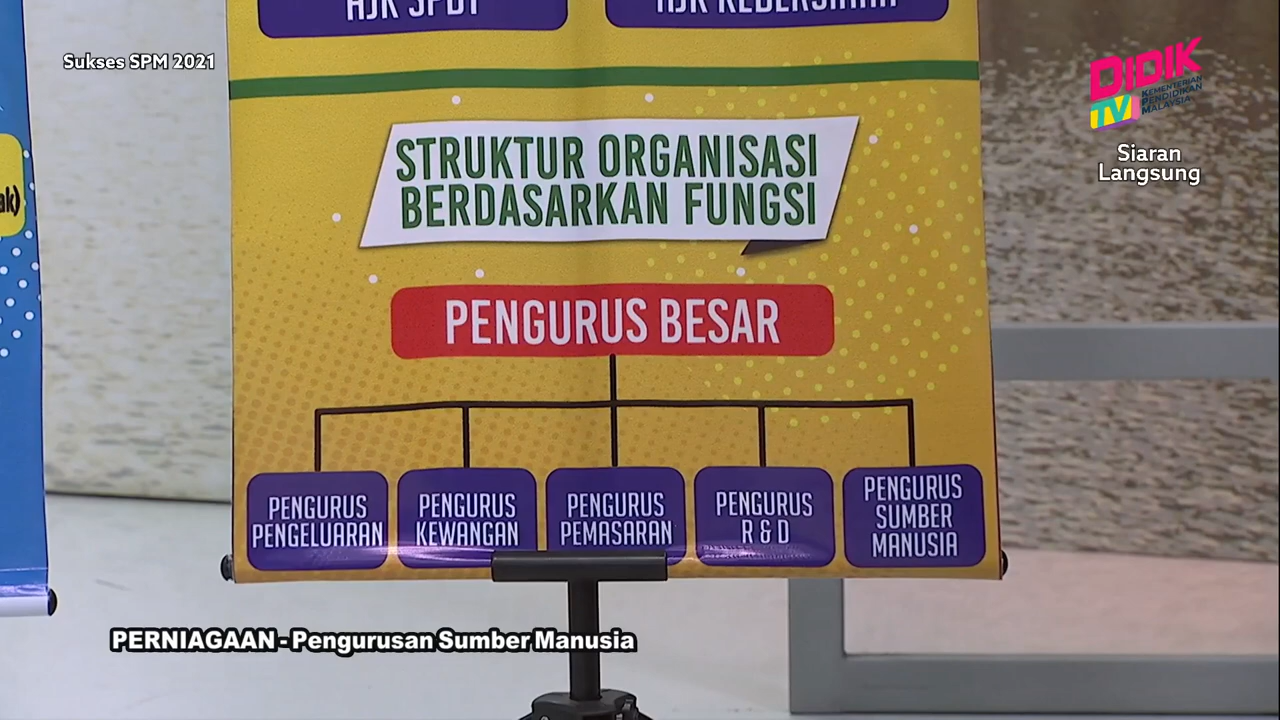 Sukses SPM 2021
DIDIK
TV
KEMENTERIAN
PENDIDIKAN
MALAYSIA
Siaran
Langsung
STRUKTUR ORGANISASI
BERDASARKAN FUNGSI
PENGURUS BESAR
PENGURUS
PENGELUARAN
PENGURUS
KEWANGAN
PENGURUS
PEMASARAN
PENGURUS
R & D
PENGURUS
SUMBER
MANUSIA
PERNIAGAAN - Pengurusan Sumber Manusia